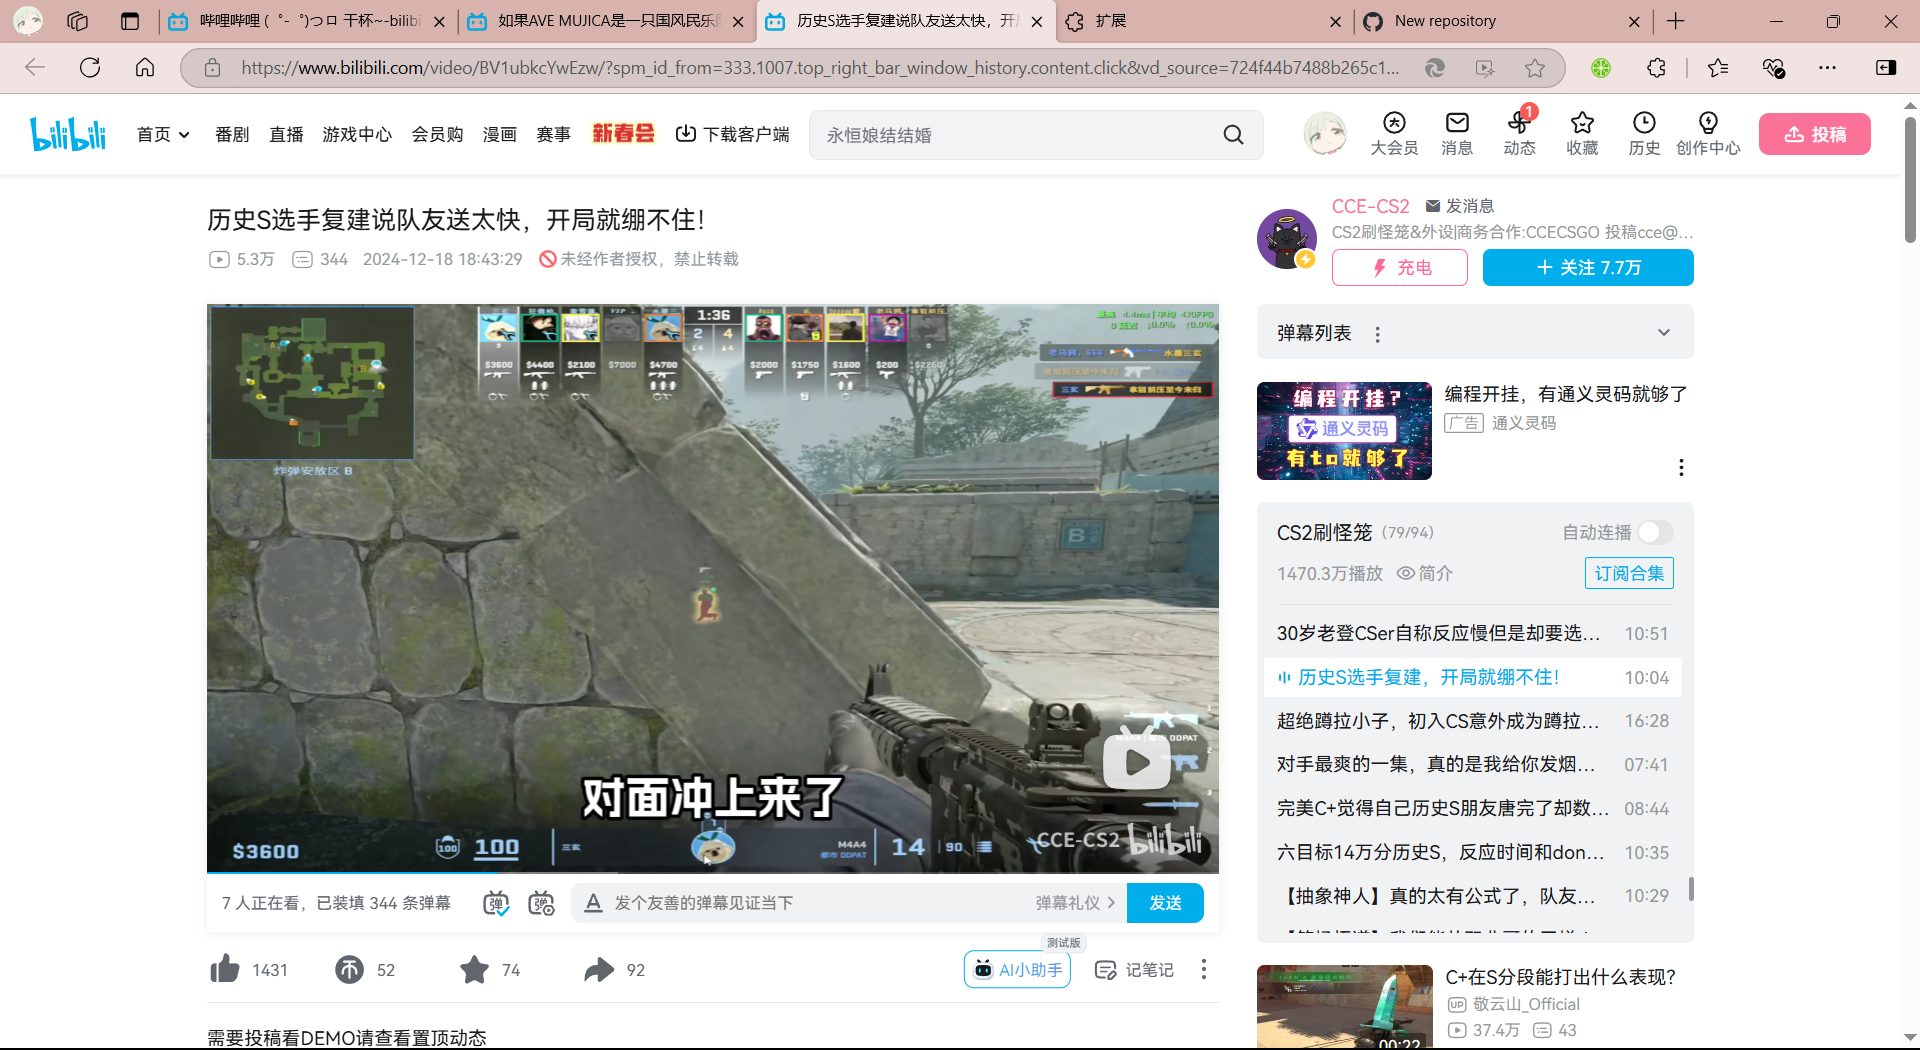 哔哩哔哩 (゜-゜)つロ 干杯~-bilibi
如果AVE MUJICA是一只国风民乐队
历史S选手复建说队友送太快，开局
扩展
New repository
https://www.bilibili.com/video/BV1ubkcYwEzw/?spm_id_from=333.1007.top_right_bar_window_history.content.click&vd_source=724f44b7488b265c1...
bilibili
首页
番剧
直播
游戏中心
会员购
漫画
赛事
新春会
下载客户端
永恒娘结结婚
大会员
消息
1
动态
收藏
历史
创作中心
投稿
历史S选手复建说队友送太快，开局就绷不住！
5.3万
344
2024-12-18 18:43:29
未经作者授权，禁止转载
CCE-CS2
发消息
CS2刷怪笼&外设|商务合作:CCECSGO 投稿cce@...
充电
+ 关注 7.7万
1:36
2
4
$3600
$4400
$2100
$7000
$4700
$2000
$1750
$1600
$200
$2250
炸弹安放区 B
B
对面冲上来了
$3600
100
100
三玄
M4A4
都市 DDPAT
14
90
CCE-CS2 bilibili
弹幕列表
编程开挂？
通义灵码
有ta就够了
编程开挂，有通义灵码就够了
广告
通义灵码
CS2刷怪笼
(79/94)
自动连播
1470.3万播放
简介
订阅合集
30岁老登CSer自称反应慢但是却要选...
10:51
历史S选手复建，开局就绷不住！
10:04
超绝蹲拉小子，初入CS意外成为蹲拉...
16:28
对手最爽的一集，真的是我给你发烟...
07:41
完美C+觉得自己历史S朋友唐完了却数...
08:44
六目标14万分历史S，反应时间和don...
10:35
【抽象神人】真的太有公式了，队友...
10:29
7 人正在看，已装填 344 条弹幕
发个友善的弹幕见证当下
弹幕礼仪
发送
测试版
1431
52
74
92
AI小助手
记笔记
C+在S分段能打出什么表现？
UP
敬云山_Official
37.4万
43
00:22
需要投稿看DEMO请查看置顶动态